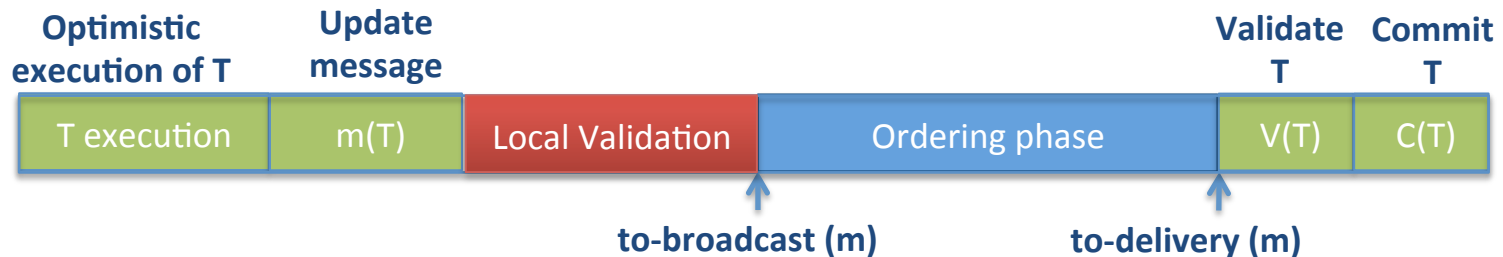 Optimistic
execution of T
Update
message
Validate
T
Commit
T
T execution
m(T)
Local Validation
Ordering phase
V(T)
C(T)
to-broadcast (m)
to-delivery (m)